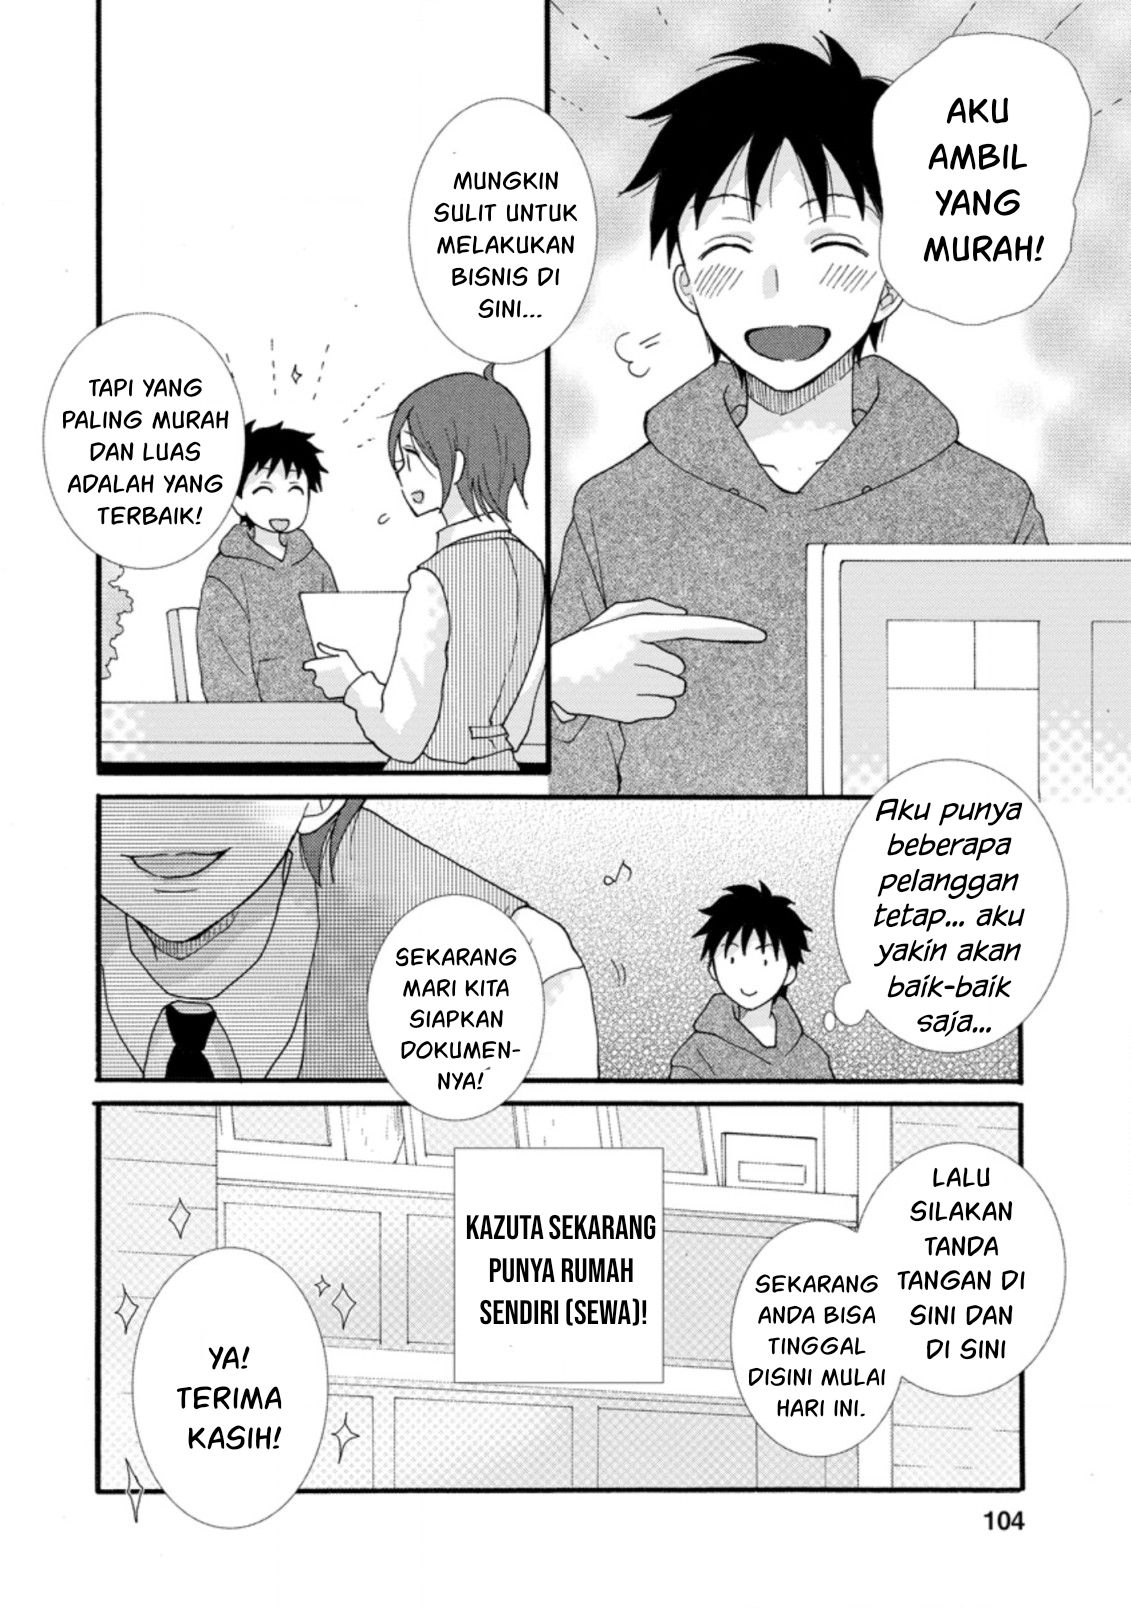 AKU
AMBIL
YANG
MURAH!
MUNGKIN
SULIT UNTUK
MELAKUKAN
BISNIS DI
SINI...
TAPI YANG
PALING MURAH
DAN LUAS
ADALAH YANG
TERBAIK!
Aku punya
beberapa
pelanggan
tetap... aku
yakin akan
baik-baik
saja...
SEKARANG
MARI KITA
SIAPKAN
DOKUMEN-
NYA!
LALU
SILAKAN
TANDA
TANGAN DI
SINI DAN
DI SINI
SEKARANG
ANDA BISA
TINGGAL
DISINI MULAI
HARI INI.
KAZUTA SEKARANG
PUNYA RUMAH
SENDIRI (SEWA)!
YA!
TERIMA
KASIH!
104